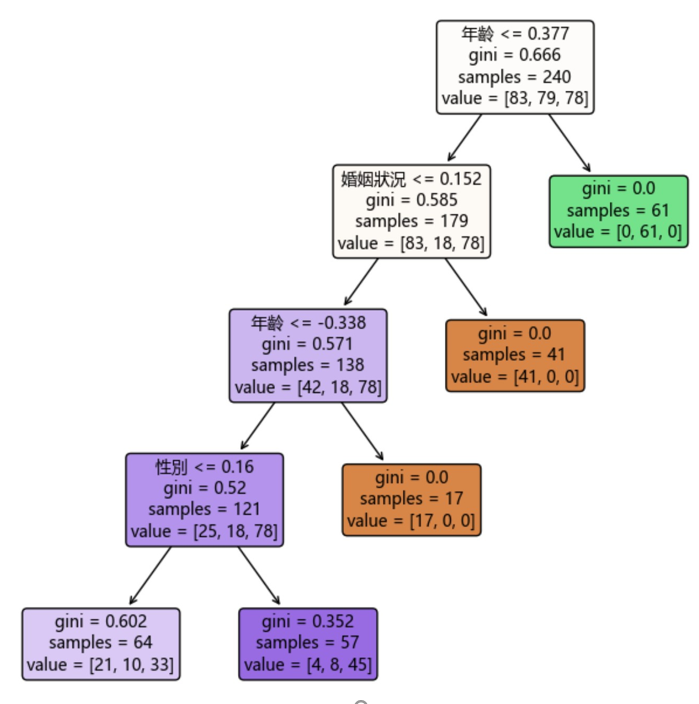 年龄 <= 0.377
gini = 0.666
samples = 240
value = [83, 79, 78]
婚姻狀況 <= 0.152
gini = 0.585
samples = 179
value = [83, 18, 78]
gini = 0.0
samples = 61
value = [0, 61, 0]
年龄 <= -0.338
gini = 0.571
samples = 138
value = [42, 18, 78]
gini = 0.0
samples = 41
value = [41, 0, 0]
性別 <= 0.16
gini = 0.52
samples = 121
value = [25, 18, 78]
gini = 0.0
samples = 17
value = [17, 0, 0]
gini = 0.602
samples = 64
value = [21, 10, 33]
gini = 0.352
samples = 57
value = [4, 8, 45]